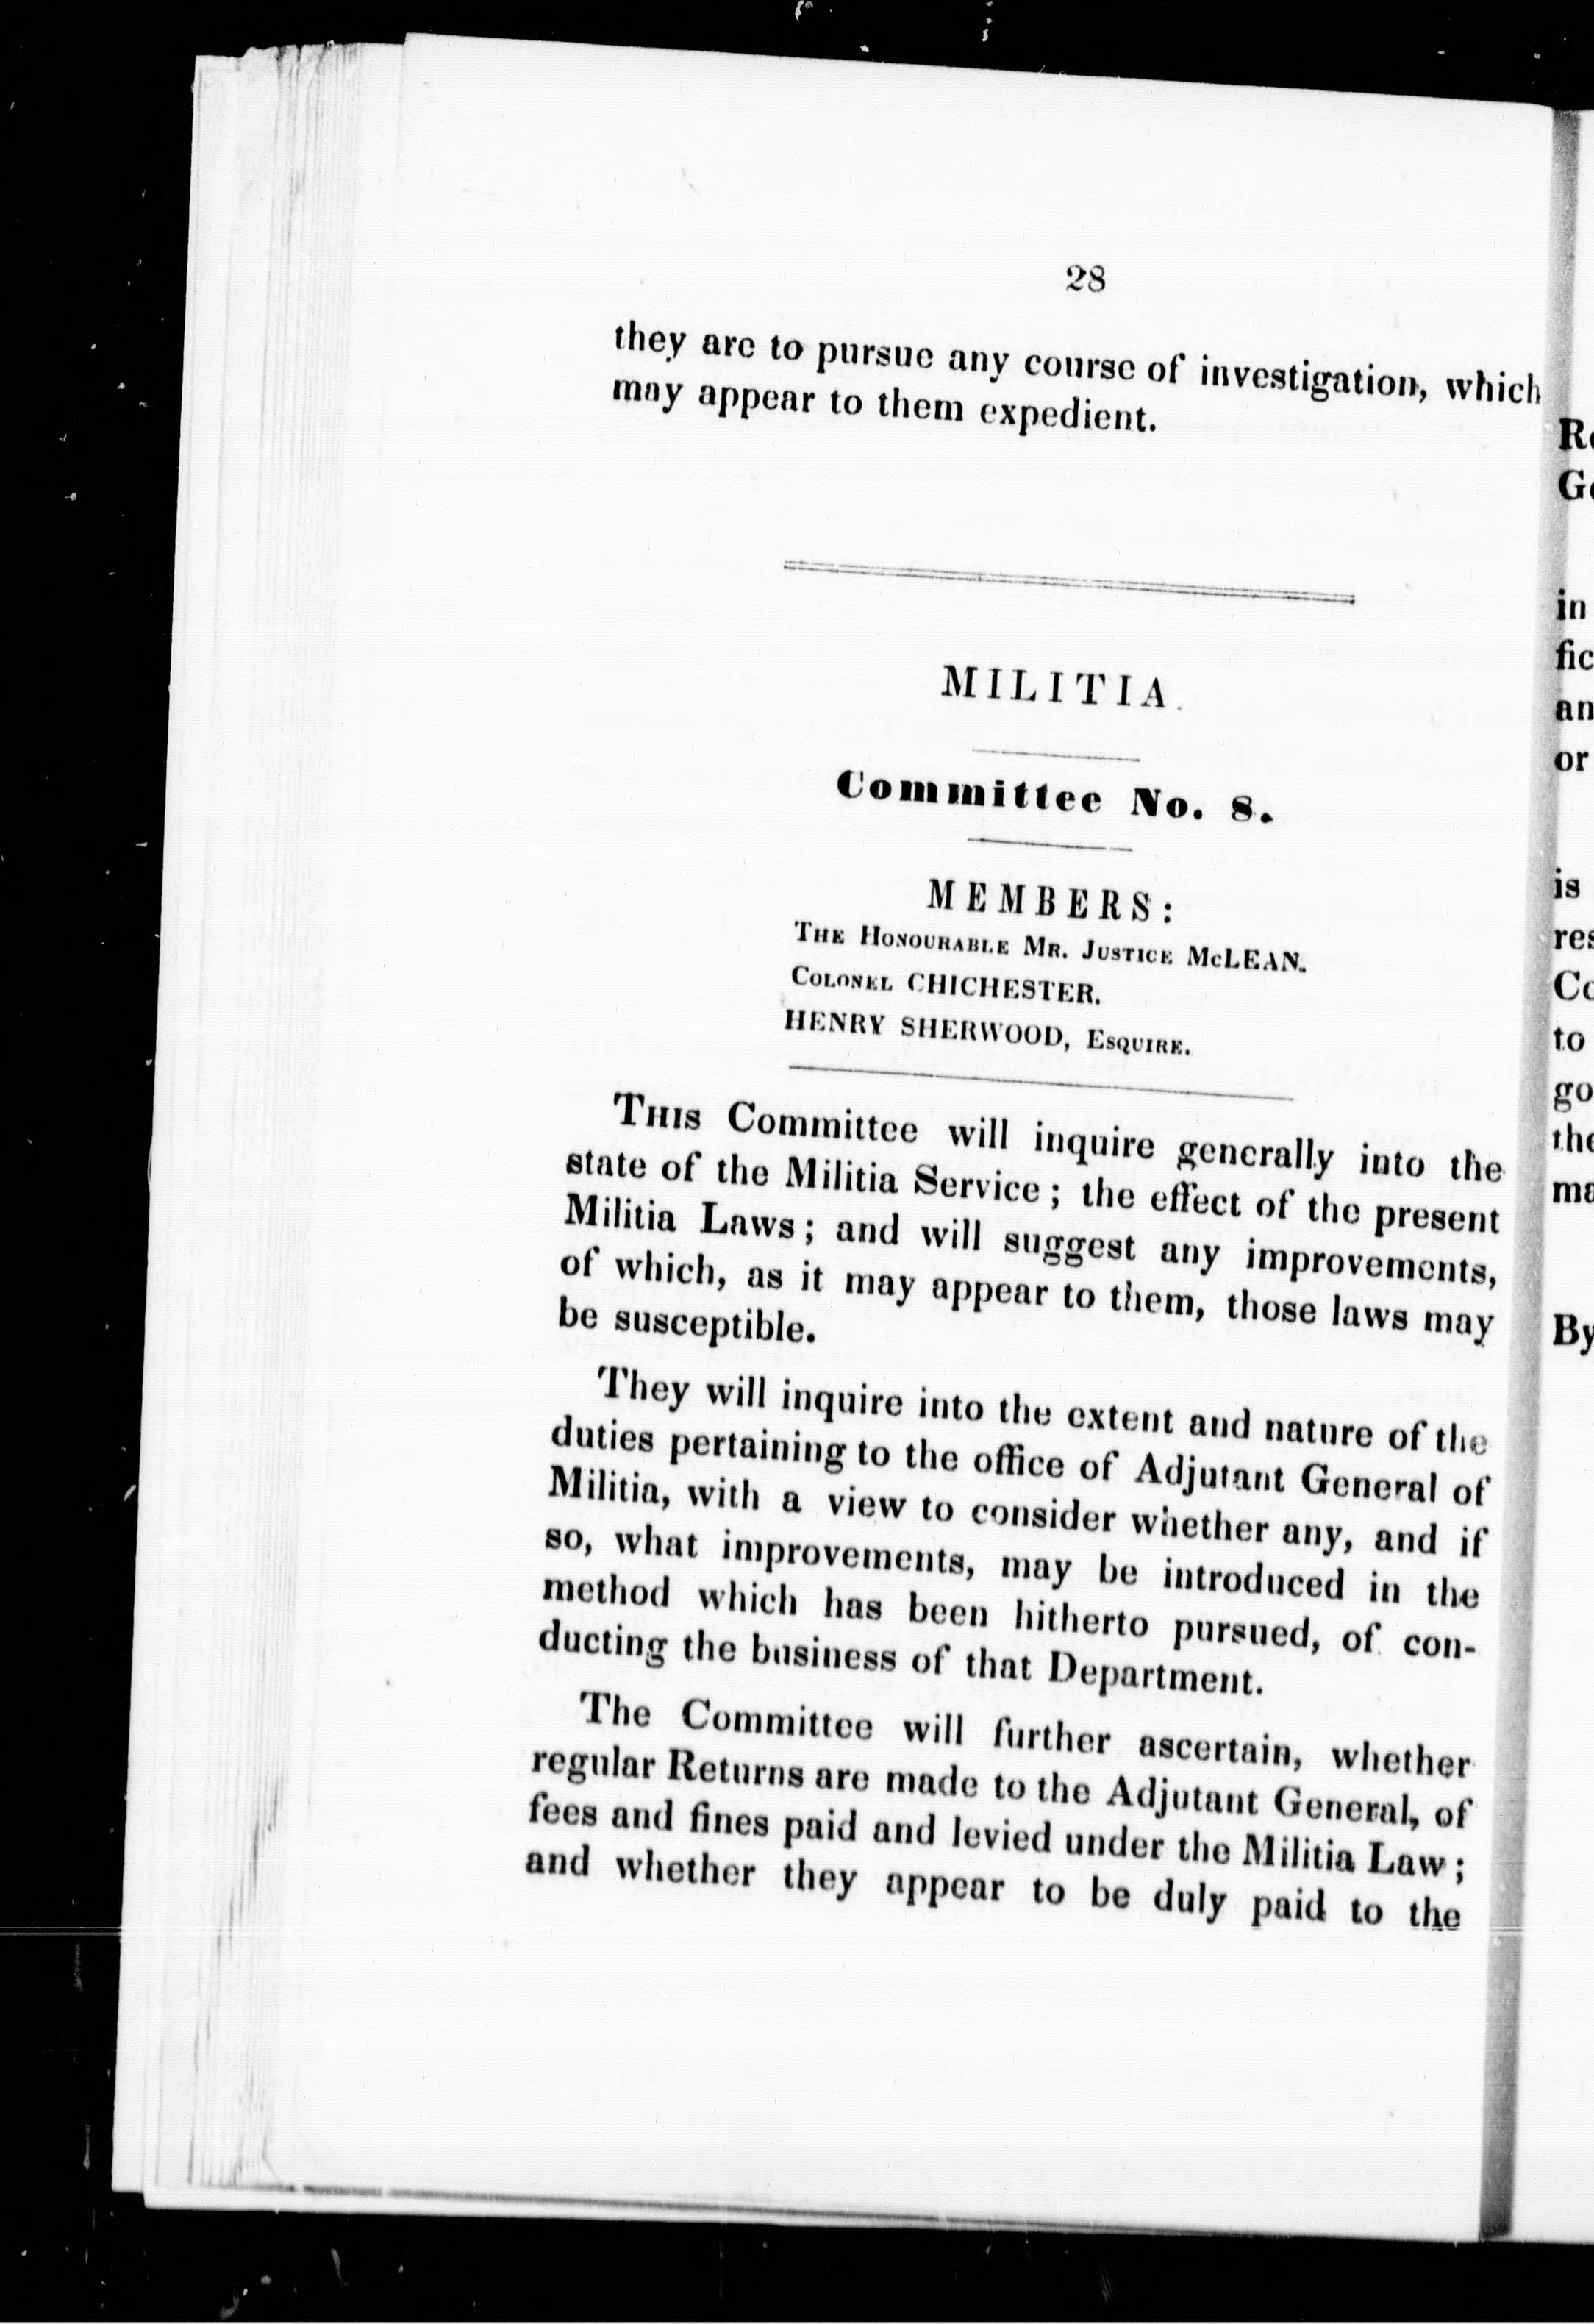 28
they are to pursue any course of investigation, which
may appear to them expedient.
MILITIA.
Committee No. 8.
MEMBERS:
THE HONOURABLE MR. JUSTICE McLEAN.
COLONEL CHICHESTER.
HENRY SHERWOOD, ESQUIRE.
THIS Committee will inquire generally into the
state of the Militia Service; the effect of the present
Militia Laws; and will suggest any improvements,
of which, as it may appear to them, those laws may
be susceptible.
They will inquire into the extent and nature of the
duties pertaining to the office of Adjutant General of
Militia, with a view to consider whether any, and if
so, what improvements, may be introduced in the
method which has been hitherto pursued, of con-
ducting the business of that Department.
The Committee will further ascertain, whether
regular Returns are made to the Adjutant General, of
fees and fines paid and levied under the Militia Law;
and whether they appear to be duly paid to the
in
or
is
to
By